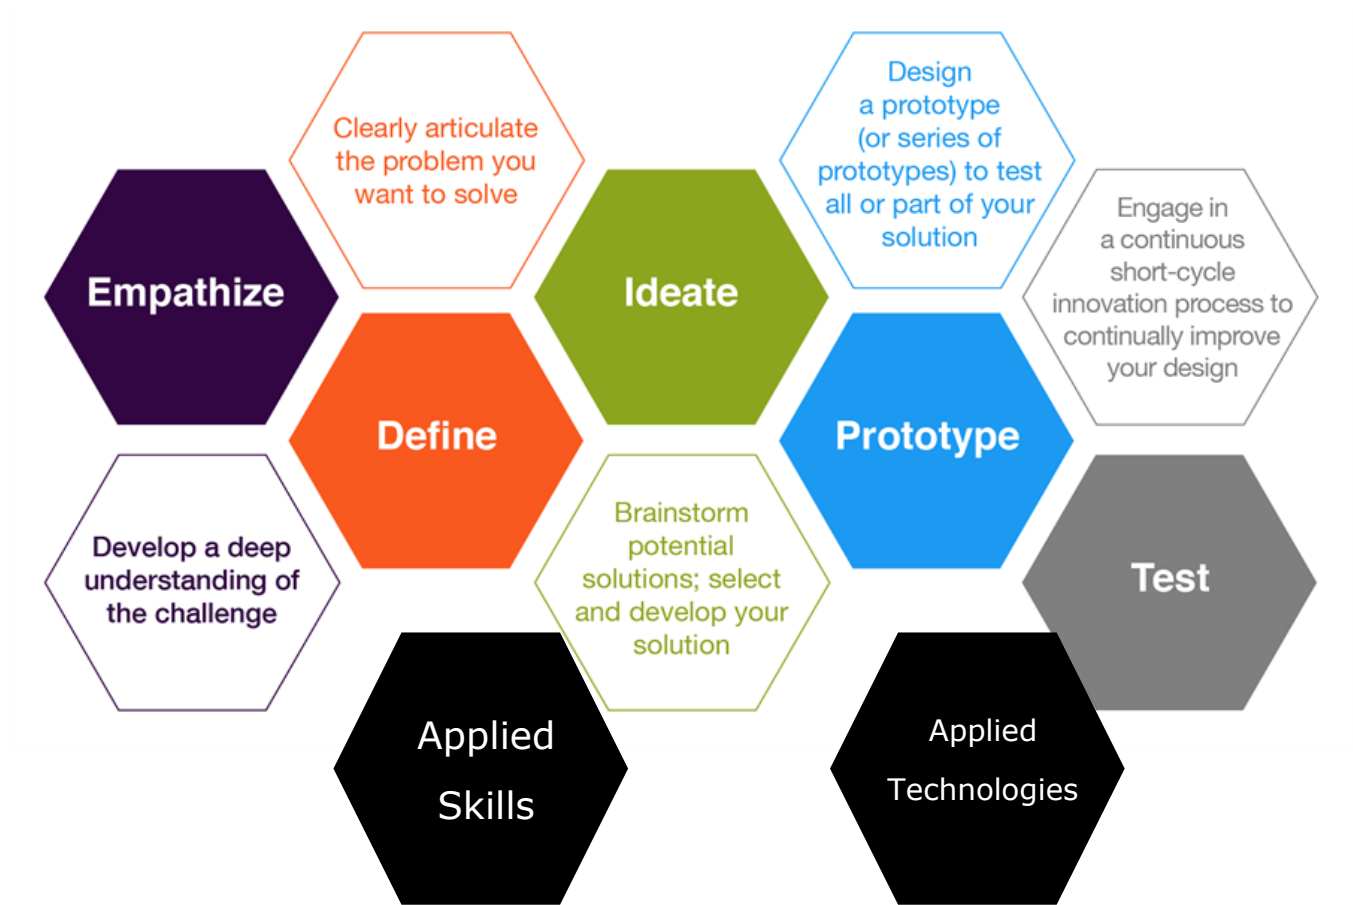 Empathize
Develop a deep
understanding of
the challenge
Clearly articulate
the problem you
want to solve
Define
Ideate
Brainstorm
potential
solutions; select
and develop your
solution
Design
a prototype
(or series of
prototypes) to test
all or part of your
solution
Prototype
Engage in
a continuous
short-cycle
innovation process to
continually improve
your design
Test
Applied
Skills
Applied
Technologies